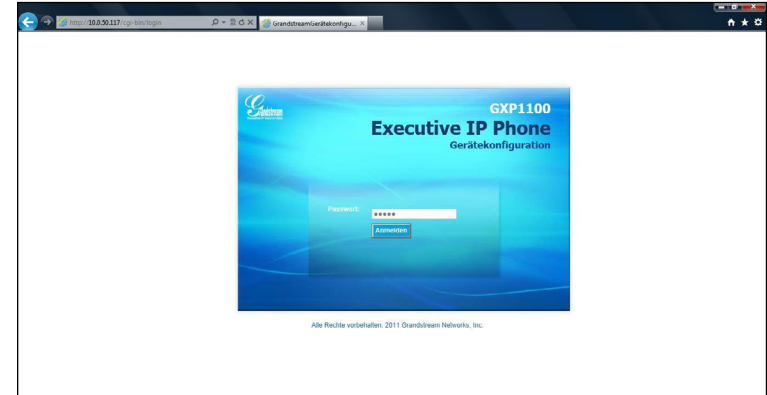 http://10.0.50.117/cgi-bin/login
GrandstreamGerätekonfigu...
Grandstream
GXP1100
Executive IP Phone
Gerätekonfiguration
Passwort:
Anmelden
Alle Rechte vorbehalten. 2011 Grandstream Networks, Inc.